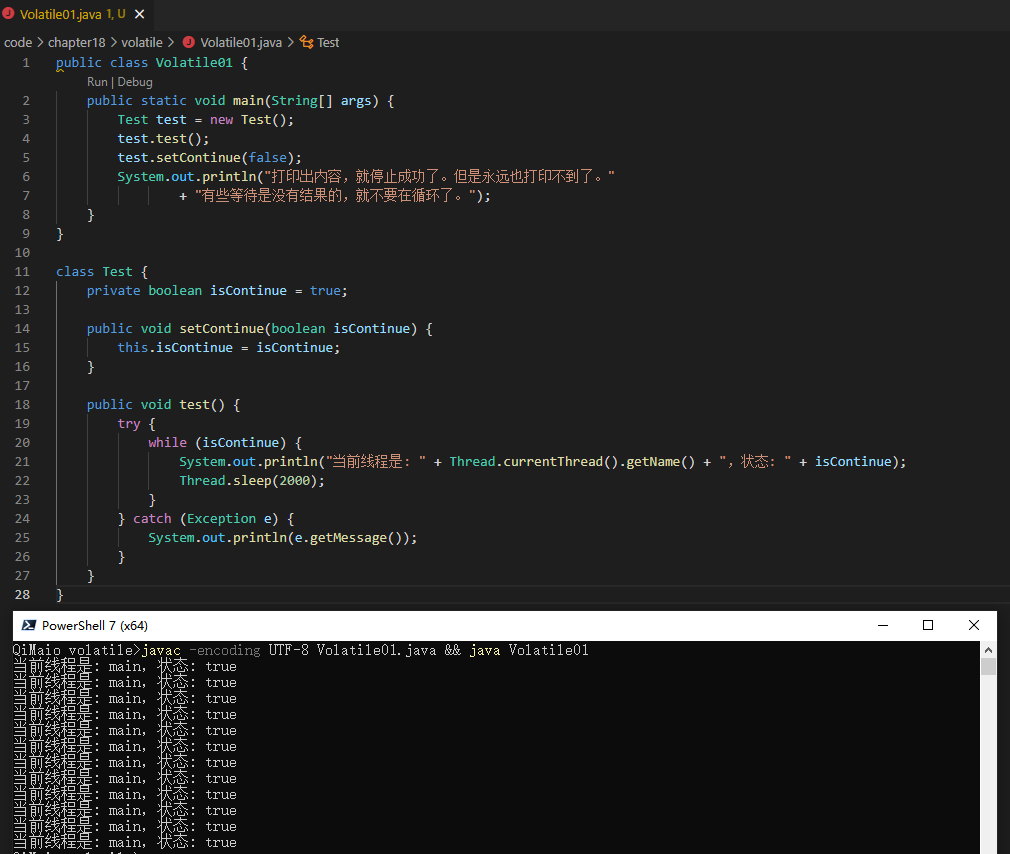 Volatile01.java 1, U
code > chapter18 > volatile > Volatile01.java > Test
1 public class Volatile01 {
Run | Debug
2 public static void main(String[] args) {
3 Test test = new Test();
4 test.test();
5 test.setContinue(false);
6 System.out.println("打印出内容，就停止成功了。但是永远也打印不到了。"
7 + "有些等待是没有结果的，就不要在循环了。");
8 }
9 }
10
11 class Test {
12 private boolean isContinue = true;
13
14 public void setContinue(boolean isContinue) {
15 this.isContinue = isContinue;
16 }
17
18 public void test() {
19 try {
20 while (isContinue) {
21 System.out.println("当前线程是: " + Thread.currentThread().getName() + ", 状态: " + isContinue);
22 Thread.sleep(2000);
23 }
24 } catch (Exception e) {
25 System.out.println(e.getMessage());
26 }
27 }
28 }
PowerShell 7 (x64)
QiMaio volatile>javac -encoding UTF-8 Volatile01.java && java Volatile01
当前线程是: main, 状态: true
当前线程是: main, 状态: true
当前线程是: main, 状态: true
当前线程是: main, 状态: true
当前线程是: main, 状态: true
当前线程是: main, 状态: true
当前线程是: main, 状态: true
当前线程是: main, 状态: true
当前线程是: main, 状态: true
当前线程是: main, 状态: true
当前线程是: main, 状态: true
当前线程是: main, 状态: true